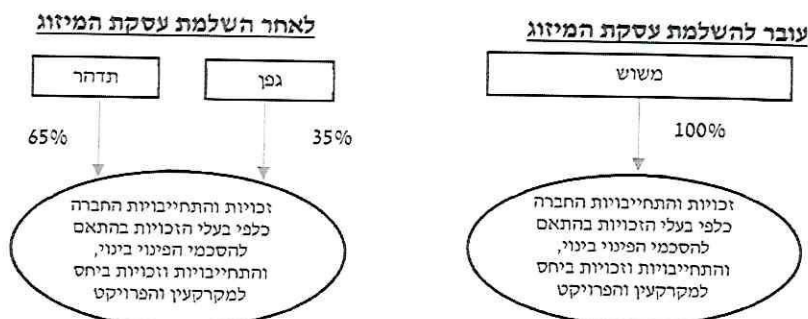 עובר להשלמת עסקת המיזוג
משוש
100%
זכויות והתחייבויות החברה
כלפי בעלי הזכויות בהתאם
להסכמי הפינוי בינוי,
והתחייבויות וזכויות ביחס
למקרקעין והפרויקט
לאחר השלמת עסקת המיזוג
גפן
תדהר
35%
65%
זכויות והתחייבויות החברה
כלפי בעלי הזכויות בהתאם
להסכמי הפינוי בינוי,
והתחייבויות וזכויות ביחס
למקרקעין והפרויקט